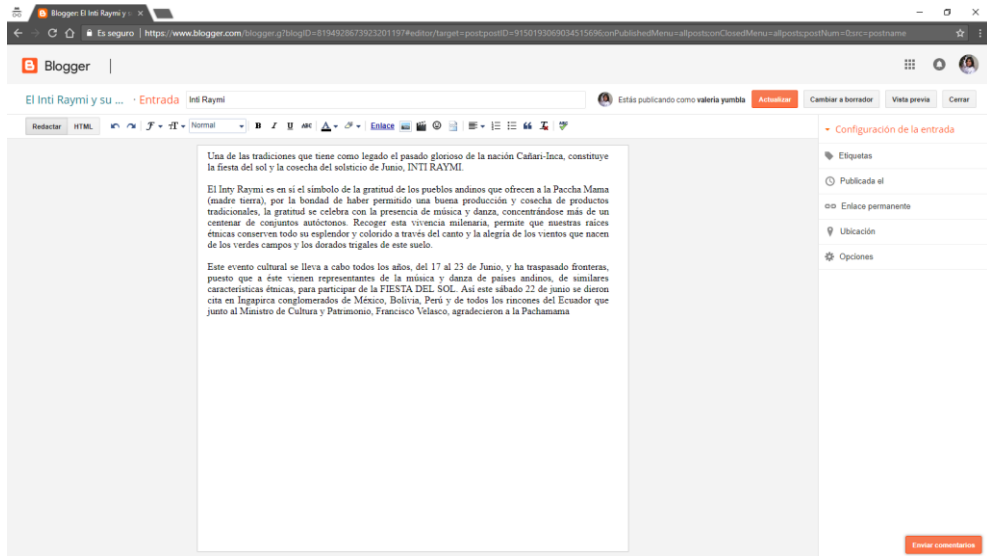 Blogger: El Inti Raymi y
Es seguro | https://www.blogger.com/blogger.g?blogID=8194928673923201197#editor/target=post;postID=9150193069034515696;onPublishedMenu=allposts;onClosedMenu=allposts;postNum=0;src=postname
Blogger
El Inti Raymi y su ... · Entrada Inti Raymi Estás publicando como valeria yumbla Actualizar Cambiar a borrador Vista previa Cerrar
Redactar HTML Normal B I U ABC A Enlace
Configuración de la entrada
Etiquetas
Publicada el
Enlace permanente
Ubicación
Opciones
Una de las tradiciones que tiene como legado el pasado glorioso de la nación Cañari-Inca, constituye
la fiesta del sol y la cosecha del solsticio de Junio, INTI RAYMI.
El Inty Raymi es en si el símbolo de la gratitud de los pueblos andinos que ofrecen a la Paccha Mama
(madre tierra), por la bondad de haber permitido una buena producción y cosecha de productos
tradicionales, la gratitud se celebra con la presencia de música y danza, concentrándose más de un
centenar de conjuntos autóctonos. Recoger esta vivencia milenaria, permite que nuestras raíces
étnicas conserven todo su esplendor y colorido a través del canto y la alegría de los vientos que nacen
de los verdes campos y los dorados trigales de este suelo.
Este evento cultural se lleva a cabo todos los años, del 17 al 23 de Junio, y ha traspasado fronteras,
puesto que a éste vienen representantes de la música y danza de países andinos, de similares
características étnicas, para participar de la FIESTA DEL SOL. Así este sábado 22 de junio se dieron
cita en Ingapirca conglomerados de México, Bolivia, Perú y de todos los rincones del Ecuador que
junto al Ministro de Cultura y Patrimonio, Francisco Velasco, agradecieron a la Pachamama
Enviar comentarios